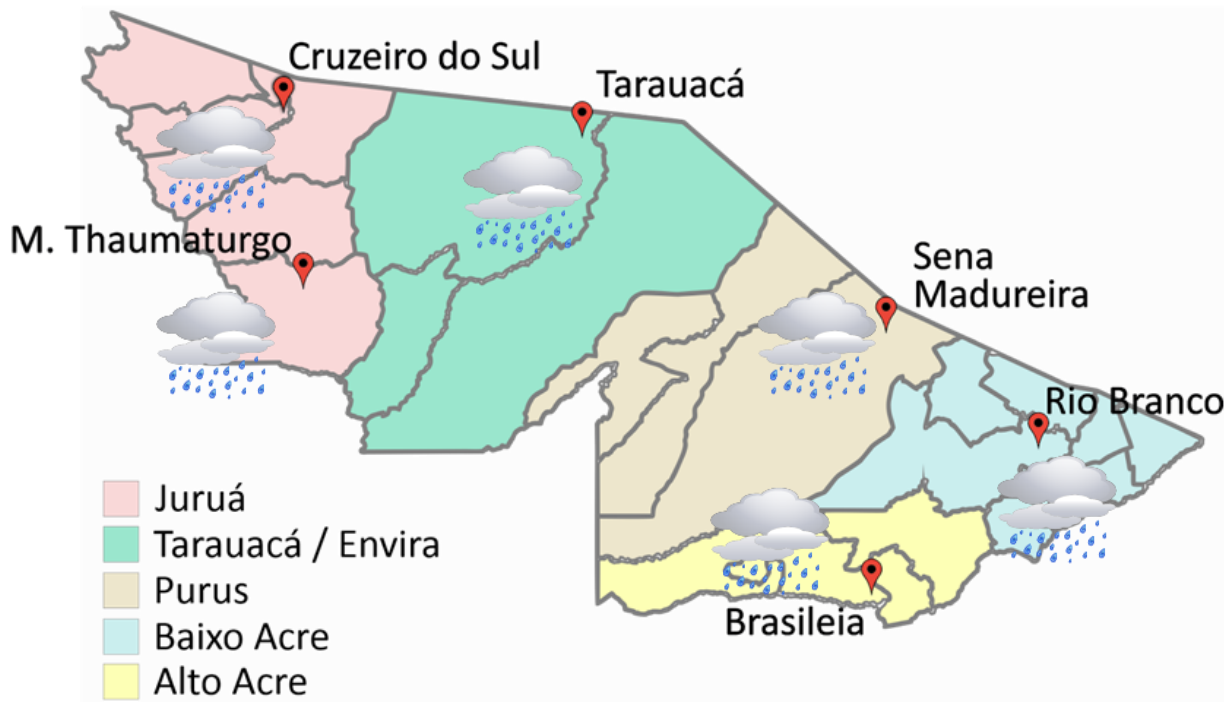 Cruzeiro do Sul
Tarauacá
M. Thaumaturgo
Sena
Madureira
Rio Branco
Brasileia
Juruá
Tarauacá / Envira
Purus
Baixo Acre
Alto Acre